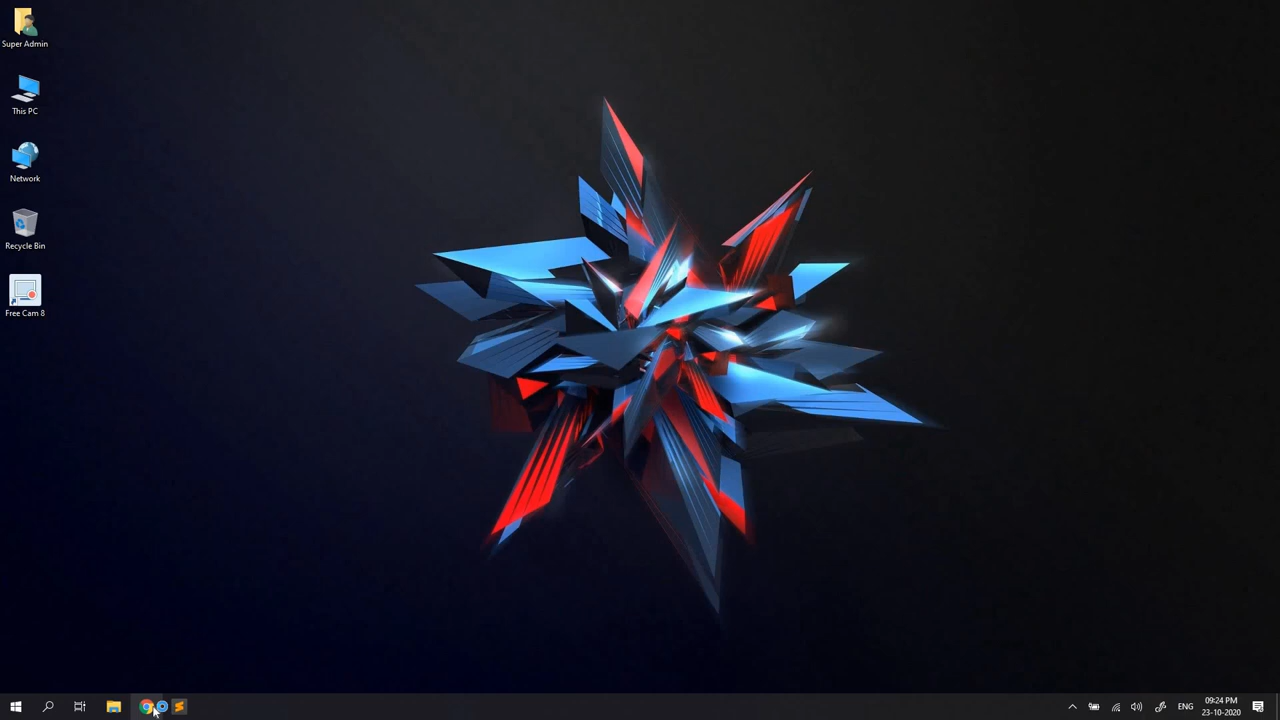 Super Admin
This PC
Network
Recycle Bin
Free Cam 8
ENG
09:24 PM
23-10-2020